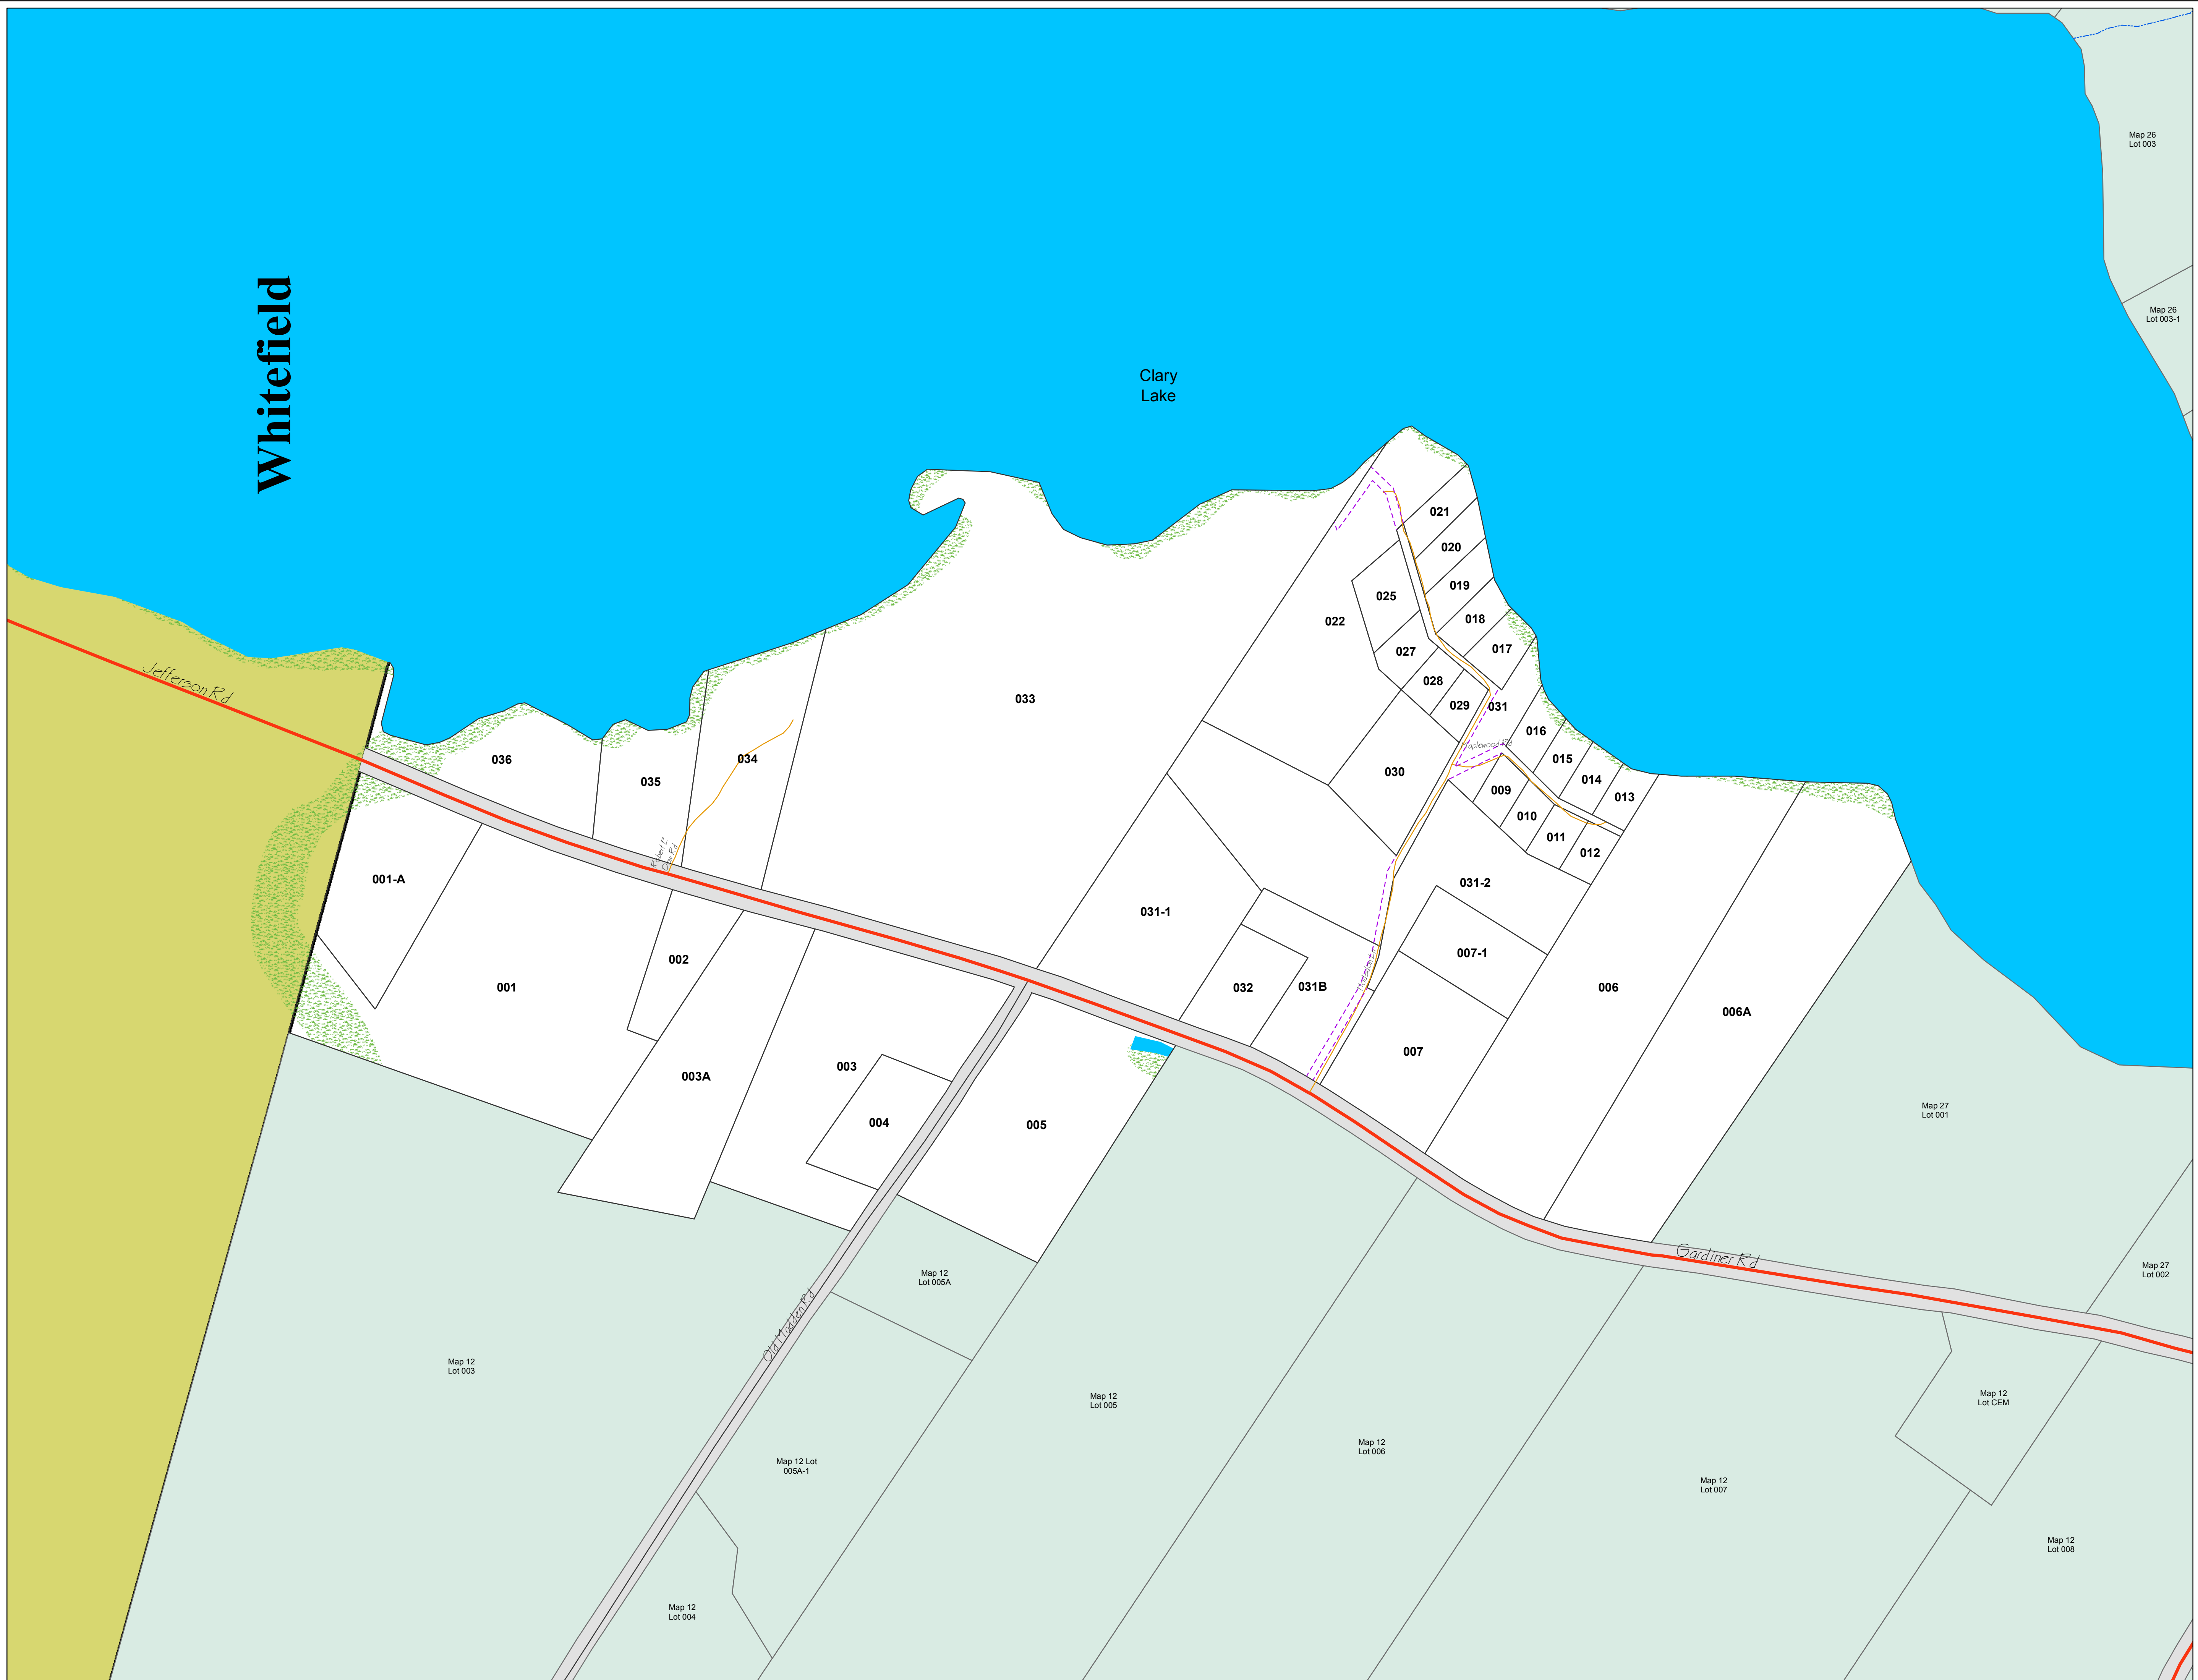 Map 26
Lot 003
Whitefield
Map 26
Lot 003-1
Clary
Lake
021
020
019
025
018
022
017
027
028
Jefferson Rd
033
029
031
016
036
034
015
030
035
014
009
013
010
011
012
Robert E
Dow Rd
001-A
031-2
031-1
007-1
002
001
032
031B
006
006A
007
003
003A
004
005
Map 27
Lot 001
Gardiner Rd
Map 27
Lot 002
Map 12
Lot 005A
Old Madden Rd
Map 12
Lot 003
Map 12
Lot 005
Map 12
Lot CEM
Map 12
Lot 006
Map 12 Lot
005A-1
Map 12
Lot 007
Map 12
Lot 008
Map 12
Lot 004